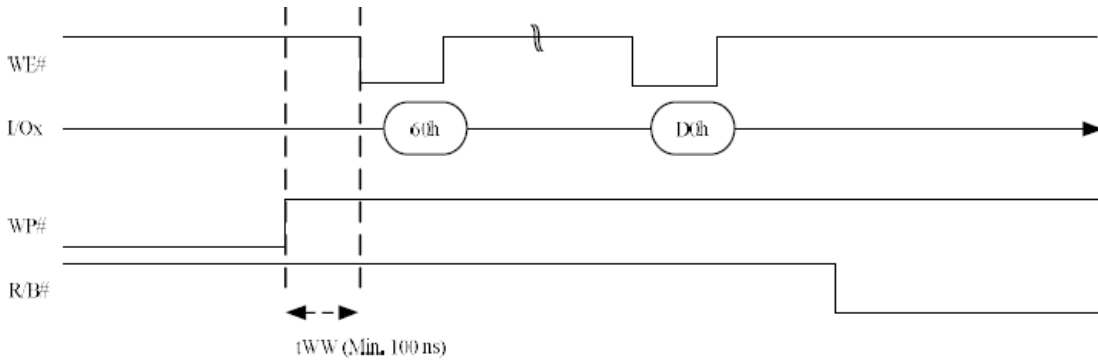 WE#
I/Ox
60h
D0h
WP#
R/B#
tWW (Min. 100 ns)